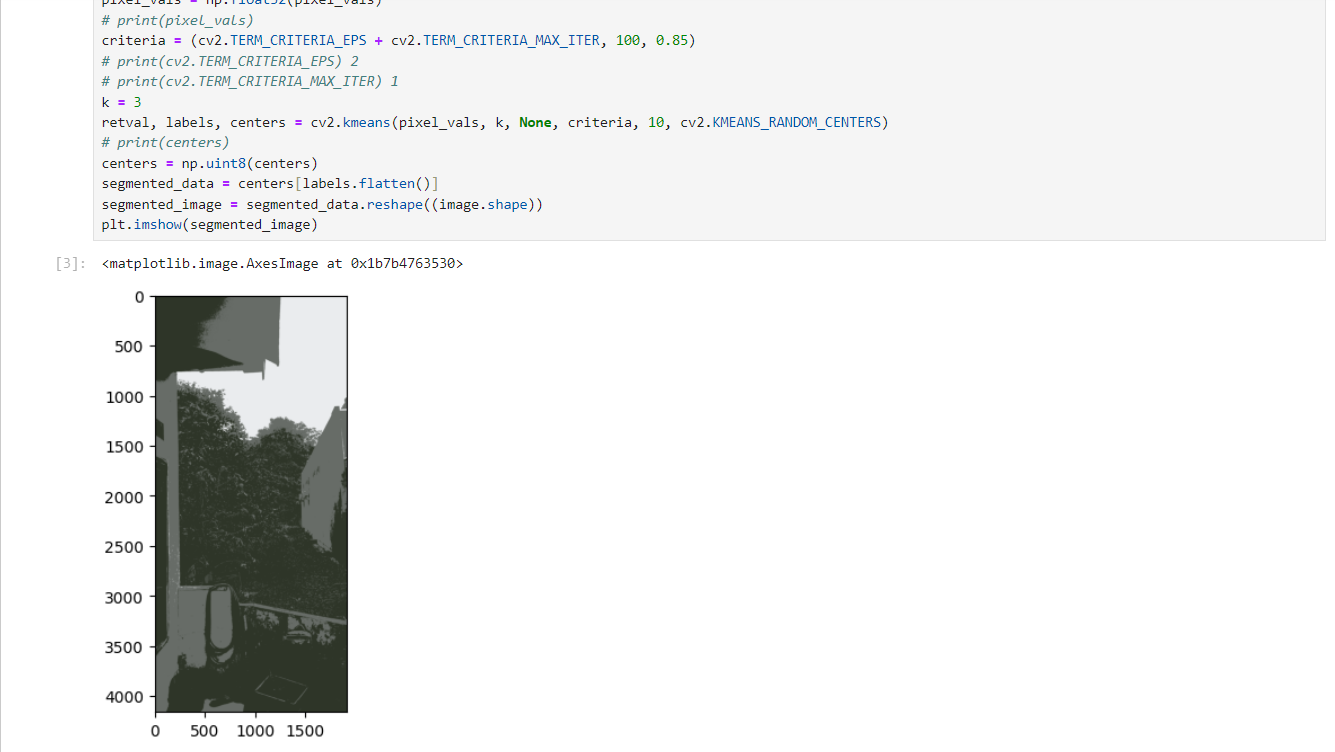 pixel_vals = np.float32(pixel_vals)
# print(pixel_vals)
criteria = (cv2.TERM_CRITERIA_EPS + cv2.TERM_CRITERIA_MAX_ITER, 100, 0.85)
# print(cv2.TERM_CRITERIA_EPS) 2
# print(cv2.TERM_CRITERIA_MAX_ITER) 1
k = 3
retval, labels, centers = cv2.kmeans(pixel_vals, k, None, criteria, 10, cv2.KMEANS_RANDOM_CENTERS)
# print(centers)
centers = np.uint8(centers)
segmented_data = centers[labels.flatten()]
segmented_image = segmented_data.reshape((image.shape))
plt.imshow(segmented_image)
[3]: <matplotlib.image.AxesImage at 0x1b7b4763530>
0
500
1000
1500
2000
2500
3000
3500
4000
0 500 1000 1500